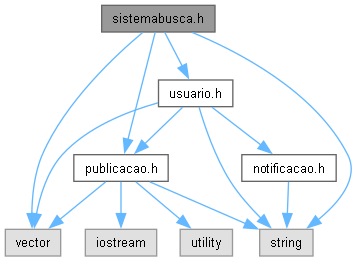 sistemabusca.h
usuario.h
publicacao.h
notificacao.h
vector
iostream
utility
string